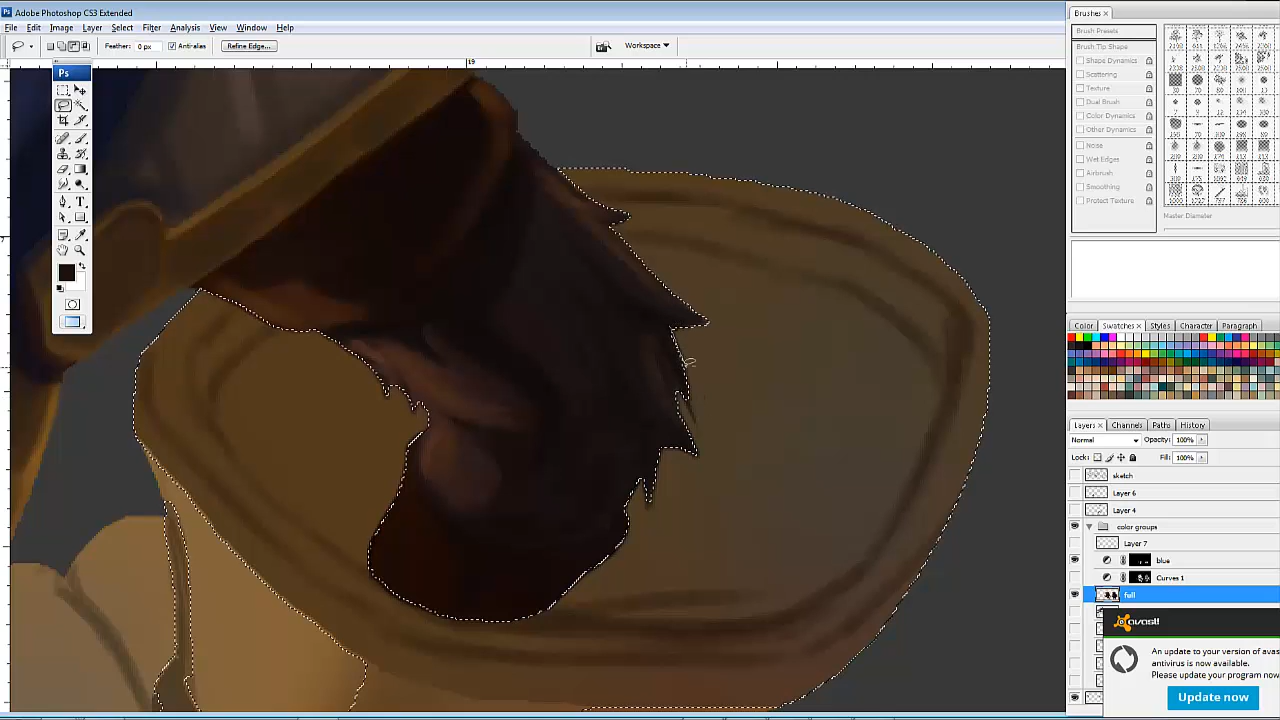 Adobe Photoshop CS3 Extended
File Edit Image Layer Select Filter Analysis View Window Help
Feather: 0 px Anti-alias Refine Edge... Workspace
Ps
19
7
Brushes
Brush Presets
Brush Tip Shape
Shape Dynamics
Scattering
Texture
Dual Brush
Color Dynamics
Other Dynamics
Noise
Wet Edges
Airbrush
Smoothing
Protect Texture
Master Diameter
Color Swatches Styles Character Paragraph
Layers Channels Paths History
Normal Opacity: 100%
Lock: Fill: 100%
sketch
Layer 6
Layer 4
color groups
Layer 7
blue
Curves 1
full
avast!
An update to your version of avas
antivirus is now available.
Please update your program now
Update now